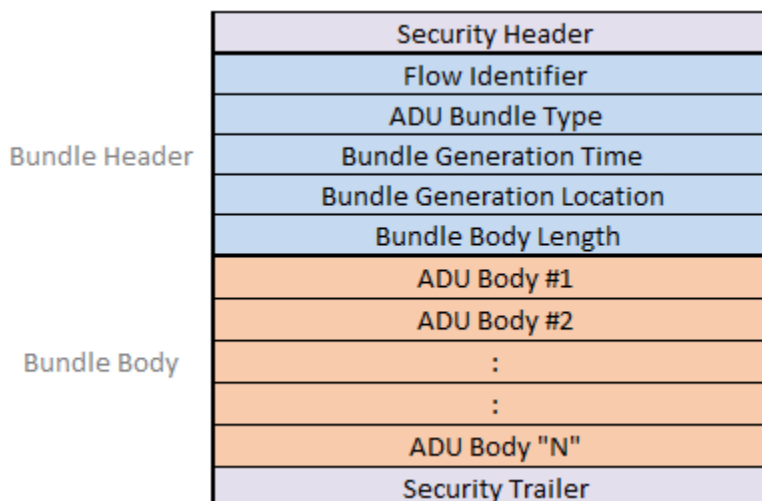 Security Header
Flow Identifier
ADU Bundle Type
Bundle Header
Bundle Generation Time
Bundle Generation Location
Bundle Body Length
ADU Body #1
ADU Body #2
Bundle Body
:
:
ADU Body "N"
Security Trailer